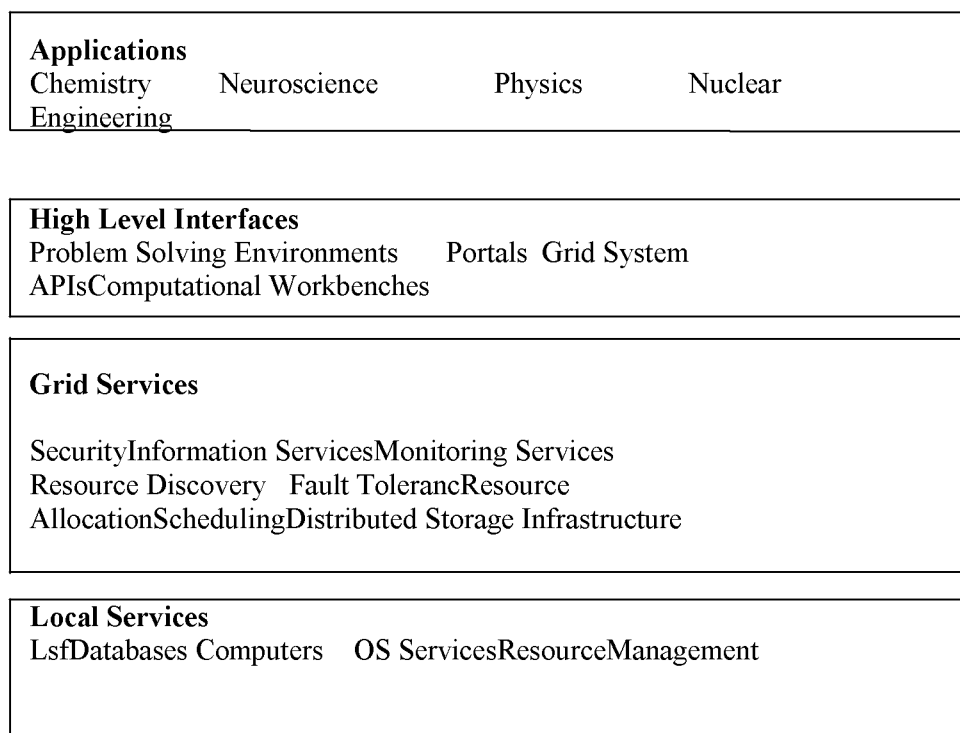 Applications
Chemistry Neuroscience Physics Nuclear
Engineering
High Level Interfaces
Problem Solving Environments Portals Grid System
APIsComputational Workbenches
Grid Services
SecurityInformation ServicesMonitoring Services
Resource Discovery Fault TolerancResource
AllocationSchedulingDistributed Storage Infrastructure
Local Services
LsfDatabases Computers OS ServicesResourceManagement